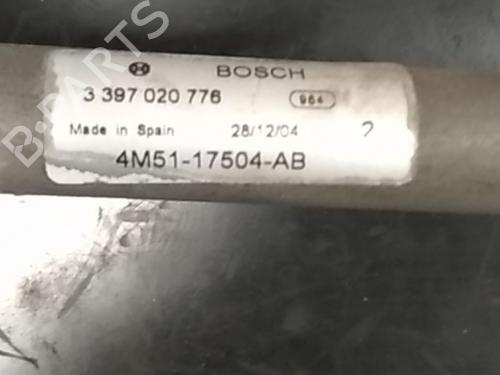 BOSCH
3 397 020 776 964
Made in Spain 28/12/04 2
4M51-17504-AB
B-PARTS